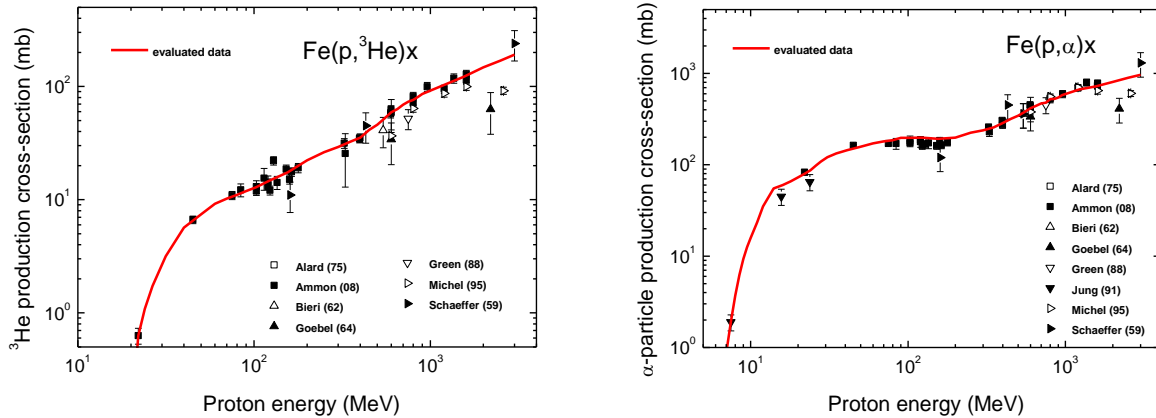 ³He production cross-section (mb)
10²
10¹
10⁰
evaluated data
Fe(p,³He)x
Alard (75)
Ammon (08)
Bieri (62)
Goebel (64)
Green (88)
Michel (95)
Schaeffer (59)
10¹
10²
10³
Proton energy (MeV)
α-particle production cross-section (mb)
10³
10²
10¹
10⁰
evaluated data
Fe(p,α)x
Alard (75)
Ammon (08)
Bieri (62)
Goebel (64)
Green (88)
Jung (91)
Michel (95)
Schaeffer (59)
10¹
10²
10³
Proton energy (MeV)